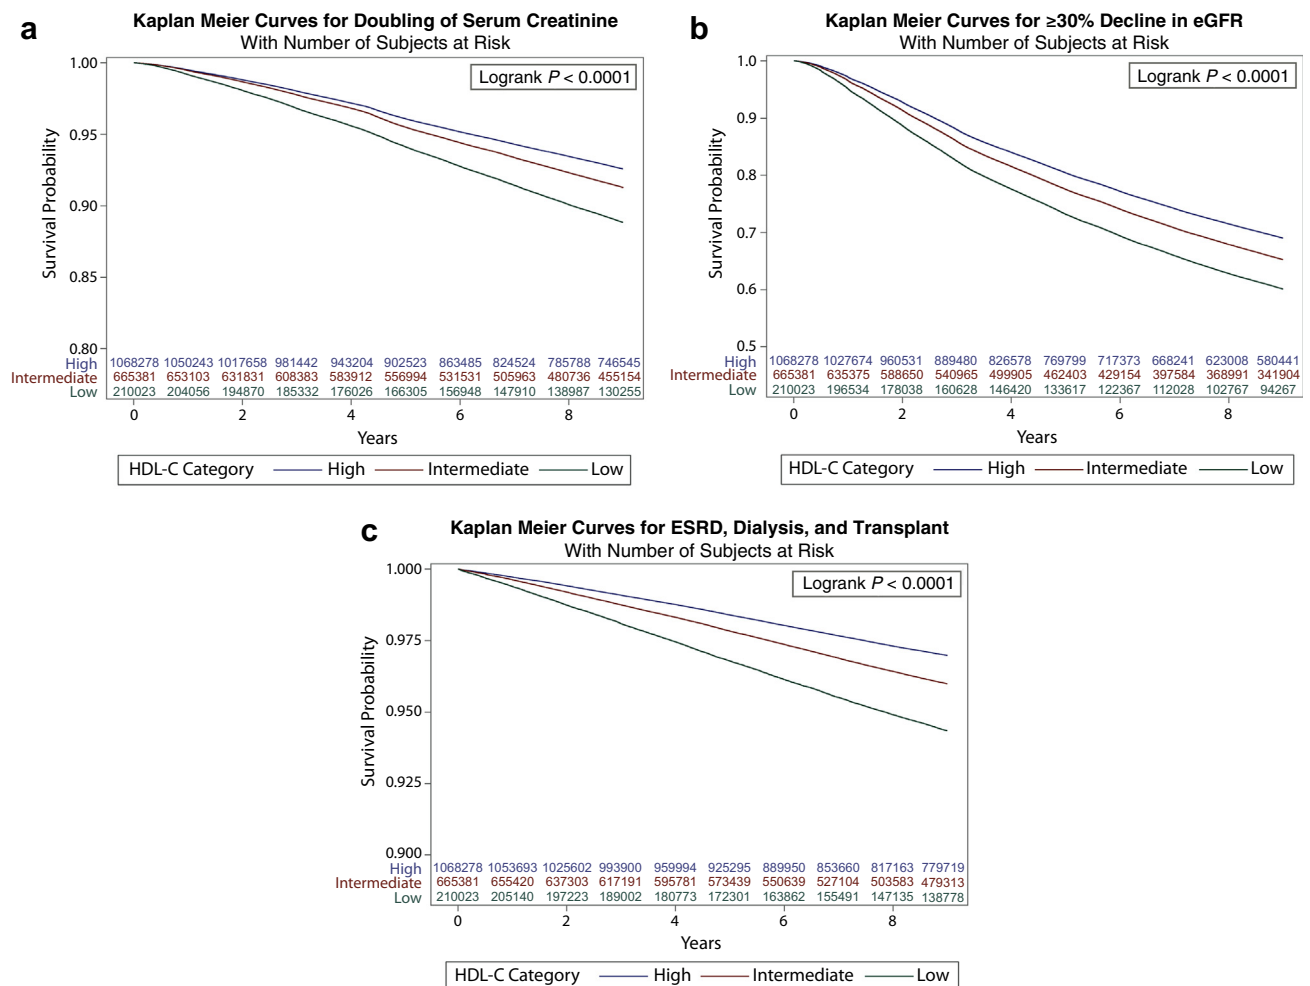 a
Kaplan Meier Curves for Doubling of Serum Creatinine
With Number of Subjects at Risk
Logrank P < 0.0001
Survival Probability
1.00
0.95
0.90
0.85
0.80
High 1068278 1050243 1017658 981442 943204 902523 863485 824524 785788 746545
Intermediate 665381 653103 631831 608383 583912 556994 531531 505963 480736 455154
Low 210023 204056 194870 185332 176026 166305 156948 147910 138987 130255
0 2 4 6 8
Years
HDL-C Category High Intermediate Low
b
Kaplan Meier Curves for ≥30% Decline in eGFR
With Number of Subjects at Risk
Logrank P < 0.0001
Survival Probability
1.0
0.9
0.8
0.7
0.6
0.5
High 1068278 1027674 960531 889480 826578 769799 717373 668241 623008 580441
Intermediate 665381 635375 588650 540965 499905 462403 429154 397584 368991 341904
Low 210023 196534 178038 160628 146420 133617 122367 112028 102767 94267
0 2 4 6 8
Years
HDL-C Category High Intermediate Low
c
Kaplan Meier Curves for ESRD, Dialysis, and Transplant
With Number of Subjects at Risk
Logrank P < 0.0001
Survival Probability
1.000
0.975
0.950
0.925
0.900
High 1068278 1053693 1025602 993900 959994 925295 889950 853660 817163 779719
Intermediate 665381 655420 637303 617191 595781 573439 550639 527104 503583 479313
Low 210023 205140 197223 189002 180773 172301 163862 155491 147135 138778
0 2 4 6 8
Years
HDL-C Category High Intermediate Low